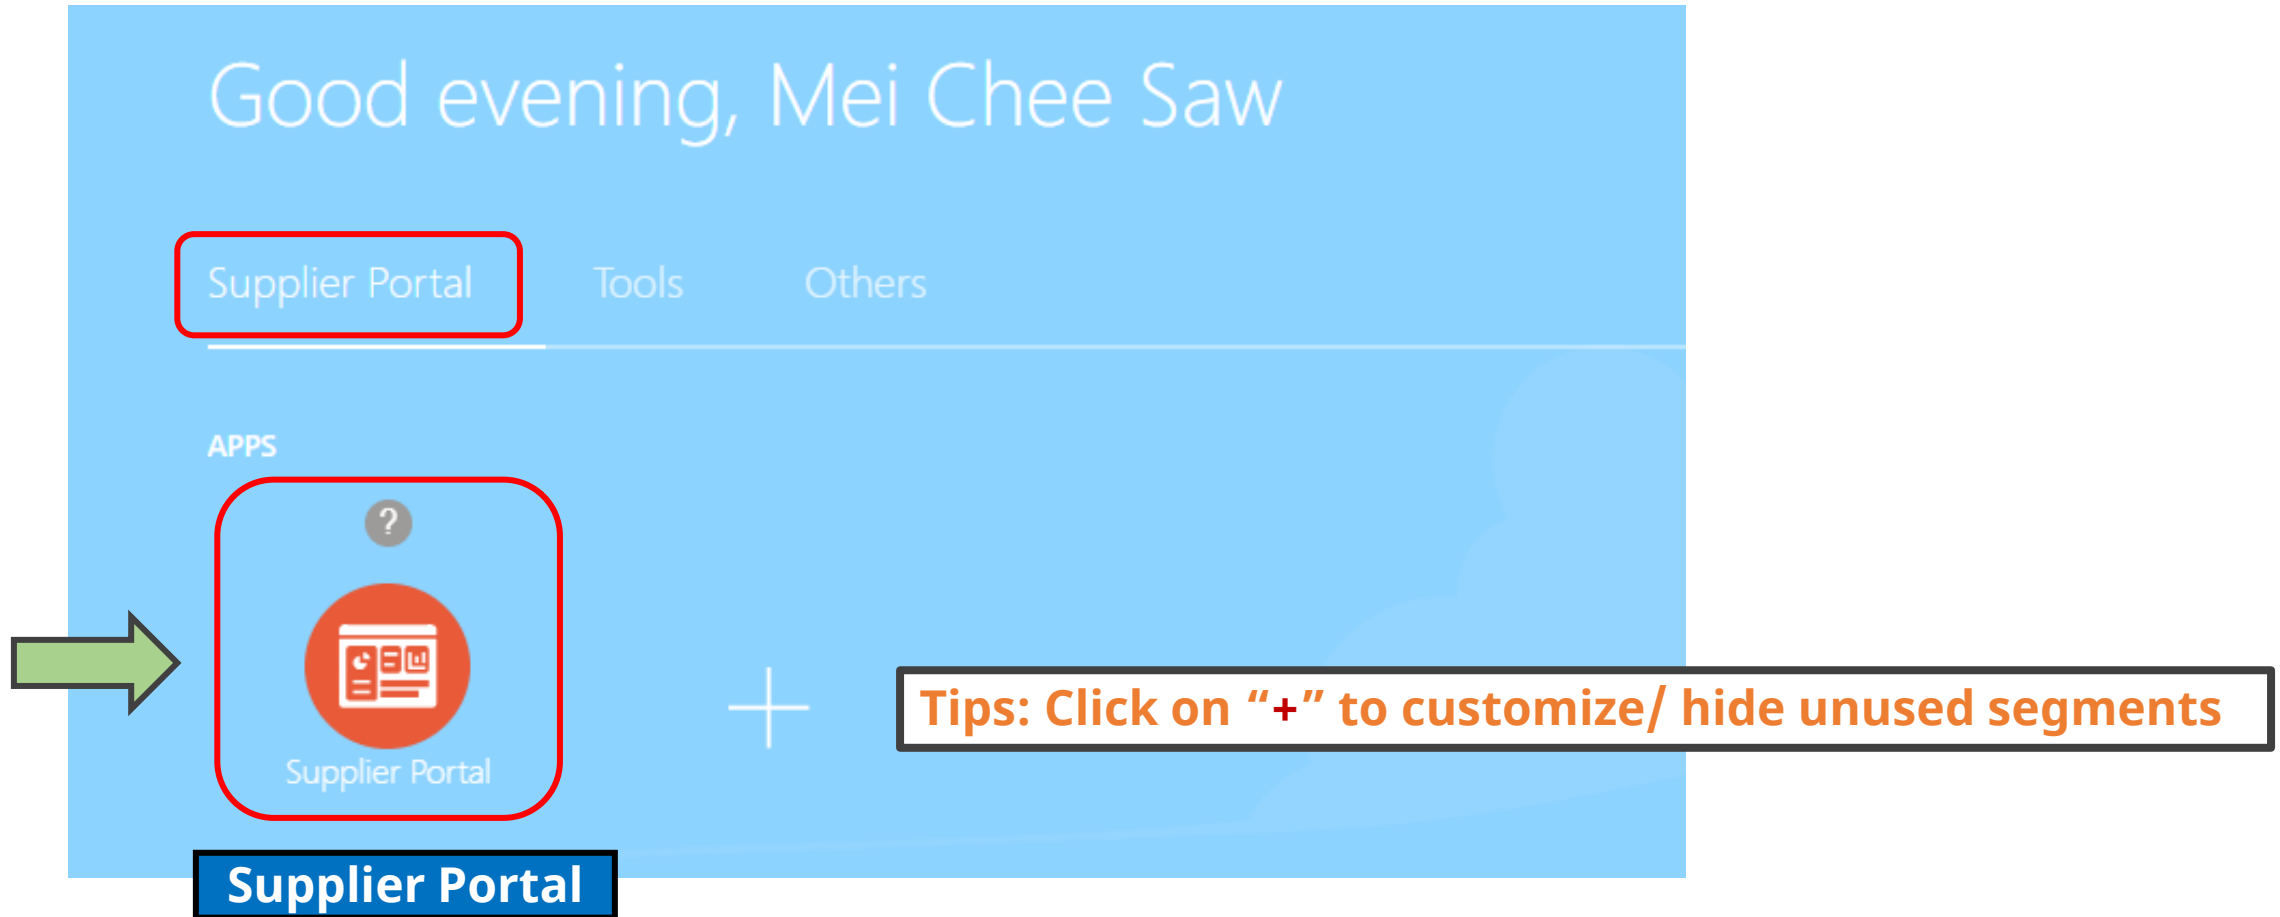 Good evening, Mei Chee Saw
Supplier Portal Tools Others
APPS
?
Supplier Portal
Tips: Click on “+” to customize/ hide unused segments
Supplier Portal